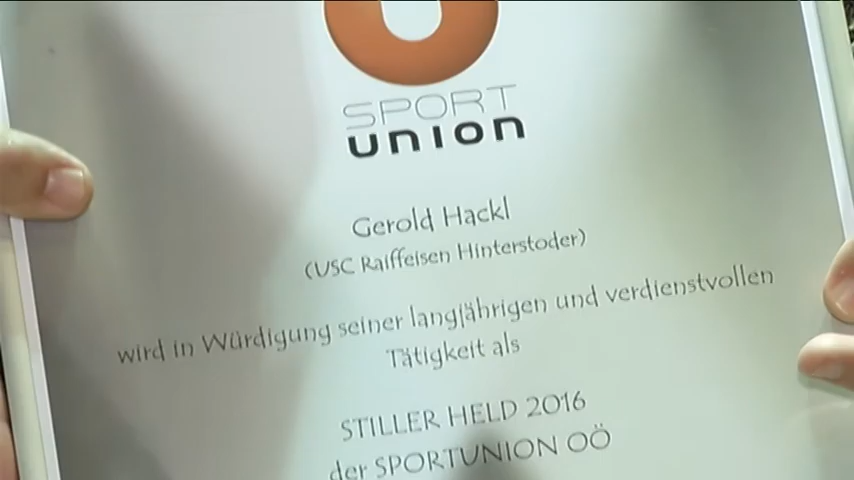 SPORT
UNION
Gerold Hackl
(USC Raiffeisen Hinterstoder)
wird in Würdigung seiner langjährigen und verdienstvollen
Tätigkeit als
STILLER HELD 2016
der SPORTUNION OÖ